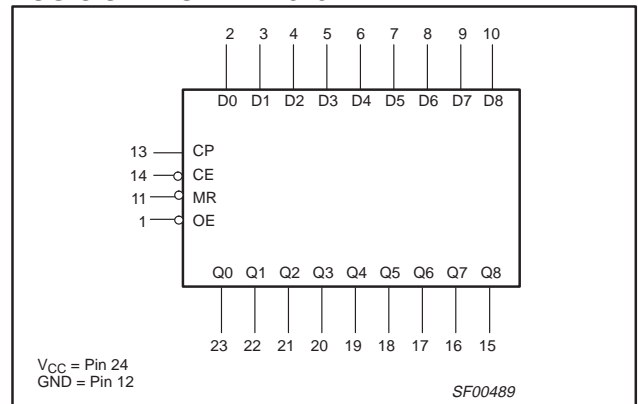 2 3 4 5 6 7 8 9 10
D0 D1 D2 D3 D4 D5 D6 D7 D8
13 CP
14 CE
11 MR
1 OE
Q0 Q1 Q2 Q3 Q4 Q5 Q6 Q7 Q8
23 22 21 20 19 18 17 16 15
VCC = Pin 24
GND = Pin 12
SF00489